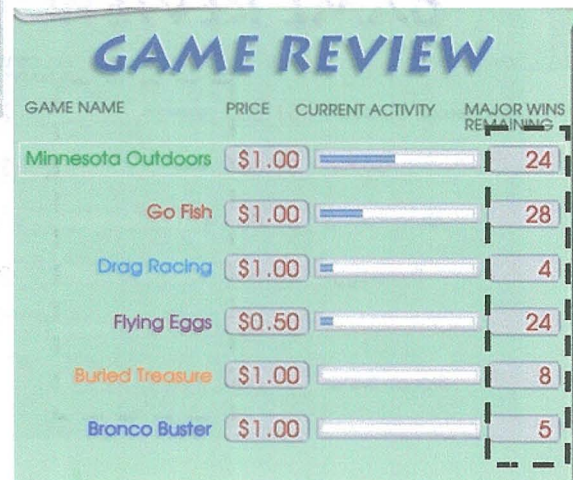 GAME REVIEW
GAME NAME PRICE CURRENT ACTIVITY MAJOR WINS
REMAINING
Minnesota Outdoors $1.00 24
Go Fish $1.00 28
Drag Racing $1.00 4
Flying Eggs $0.50 24
Buried Treasure $1.00 8
Bronco Buster $1.00 5